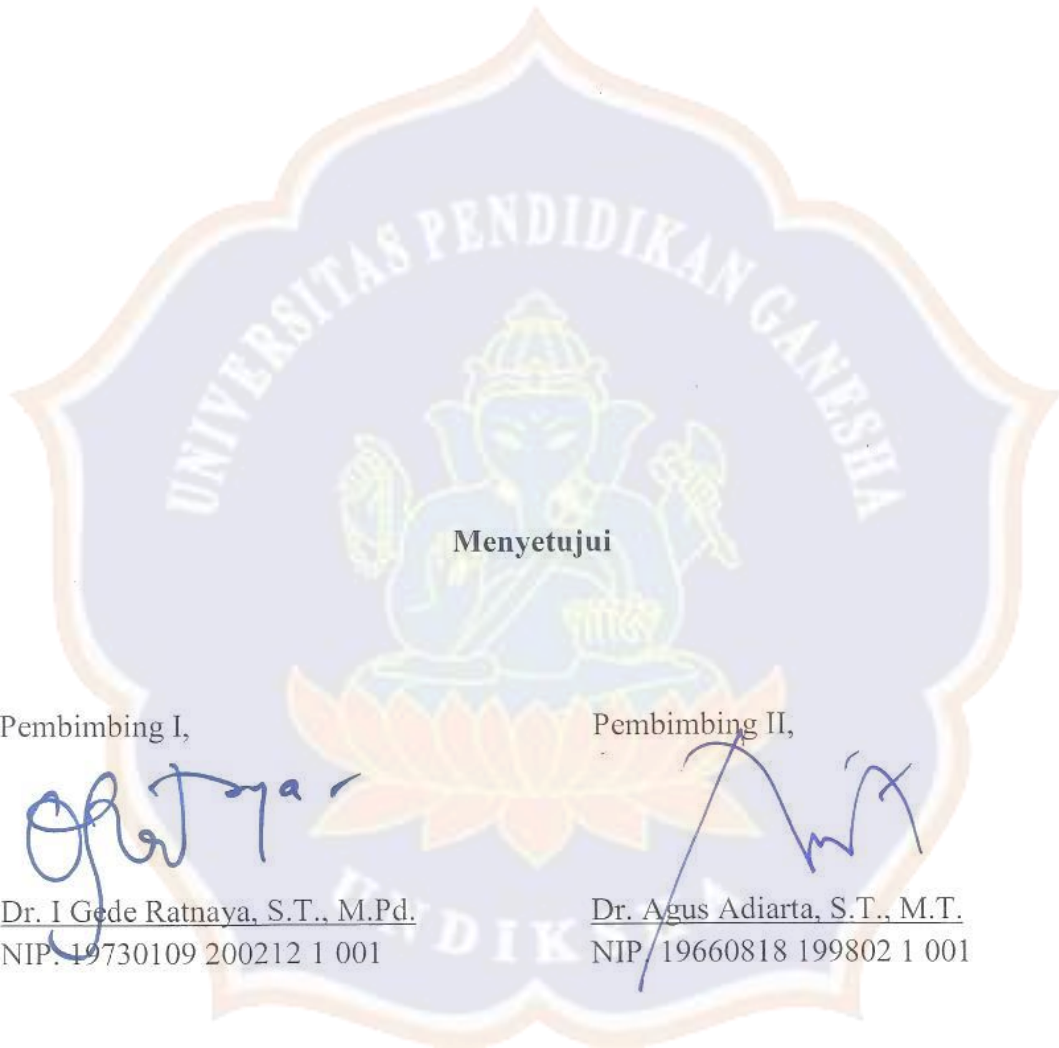 UNIVERSITAS PENDIDIKAN GANESHA
Menyetujui
Pembimbing I,
Pembimbing II,
Dr. I Gede Ratnaya, S.T., M.Pd.
NIP. 19730109 200212 1 001
Dr. Agus Adiarta, S.T., M.T.
NIP. 19660818 199802 1 001
UNDIKSHA